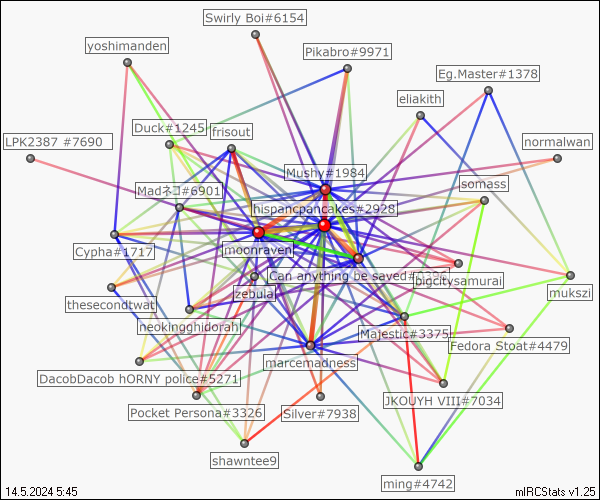 Swirly Boi#6154
yoshimanden
Pikabro#9971
Eg.Master#1378
eliakith
Duck#1245
frisout
LPK2387 #7690
normalwan
Mushy#1984
Madネコ#6901
somass
hispancpancakes#2928
Cypha#1717
moonraven
Can anything be saved#0396
bigcitysamurai
zebula
mukszi
thesecondtwat
neokingghidorah
Majestic#3375
Fedora Stoat#4479
marcemadness
DacobDacob hORNY police#5271
JKOUYH VIII#7034
Pocket Persona#3326
Silver#7938
shawntee9
ming#4742
14.5.2024 5:45
mIRCStats v1.25